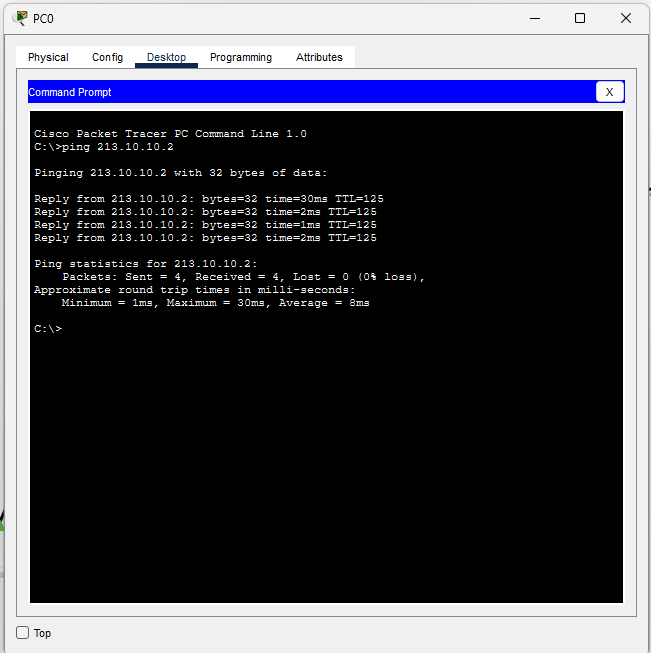 PC0
Physical Config Desktop Programming Attributes
Command Prompt X
Cisco Packet Tracer PC Command Line 1.0
C:\>ping 213.10.10.2
Pinging 213.10.10.2 with 32 bytes of data:
Reply from 213.10.10.2: bytes=32 time=30ms TTL=125
Reply from 213.10.10.2: bytes=32 time=2ms TTL=125
Reply from 213.10.10.2: bytes=32 time=1ms TTL=125
Reply from 213.10.10.2: bytes=32 time=2ms TTL=125
Ping statistics for 213.10.10.2:
Packets: Sent = 4, Received = 4, Lost = 0 (0% loss),
Approximate round trip times in milli-seconds:
Minimum = 1ms, Maximum = 30ms, Average = 8ms
C:\>
Top